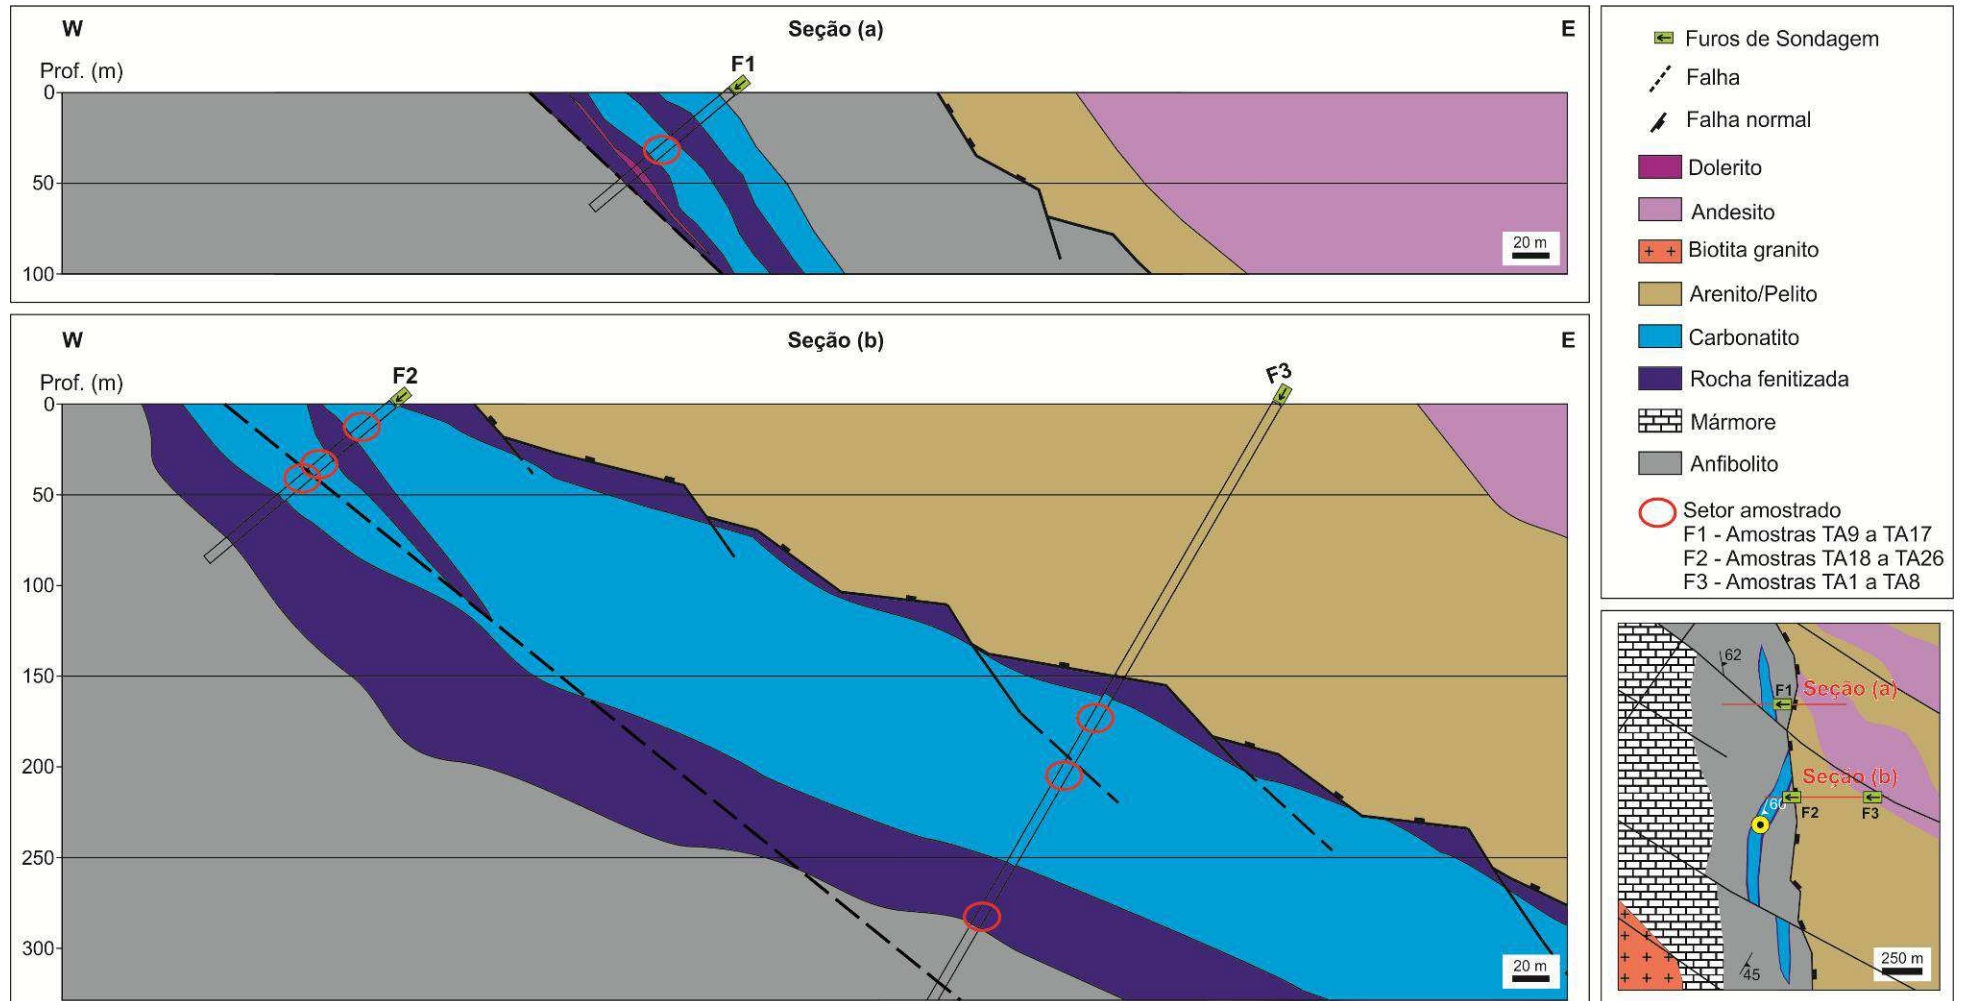 W
Seção (a)
E
Prof. (m)
F1
0
50
100
20 m
W
Seção (b)
E
Prof. (m)
F2
F3
0
50
100
150
200
250
300
20 m
Furos de Sondagem
Falha
Falha normal
Dolerito
Andesito
Biotita granito
Arenito/Pelito
Carbonatito
Rocha fenitizada
Mármore
Anfibolito
Setor amostrado
F1 - Amostras TA9 a TA17
F2 - Amostras TA18 a TA26
F3 - Amostras TA1 a TA8
62
F1
Seção (a)
Seção (b)
60
F2
F3
45
250 m